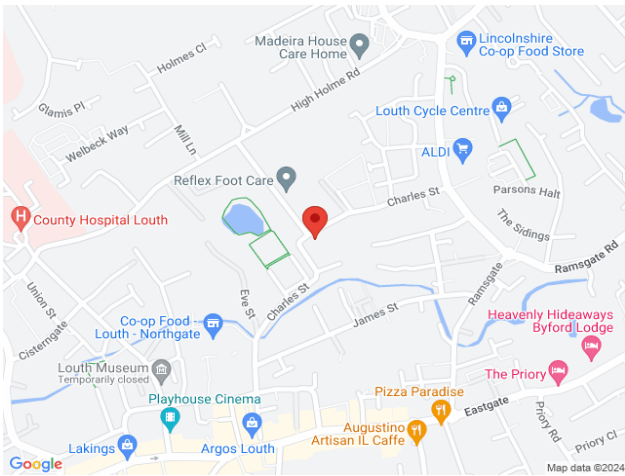 Madeira House
Care Home
Lincolnshire
Co-op Food Store
Holmes Cl
High Holme Rd
Glamis Pl
Louth Cycle Centre
Mill Ln
Welbeck Way
ALDI
Reflex Foot Care
Parsons Halt
Charles St
County Hospital Louth
The Sidings
Ramsgate Rd
Union St
Eve St
Charles St
Ramsgate
Cisterngate
Co-op Food
Louth - Northgate
James St
Heavenly Hideaways
Byford Lodge
Louth Museum
Temporarily closed
The Priory
Playhouse Cinema
Pizza Paradise
Eastgate
Augustino
Artisan IL Caffe
Priory Rd
Priory Cl
Lakings
Argos Louth
Google
Map data ©2024